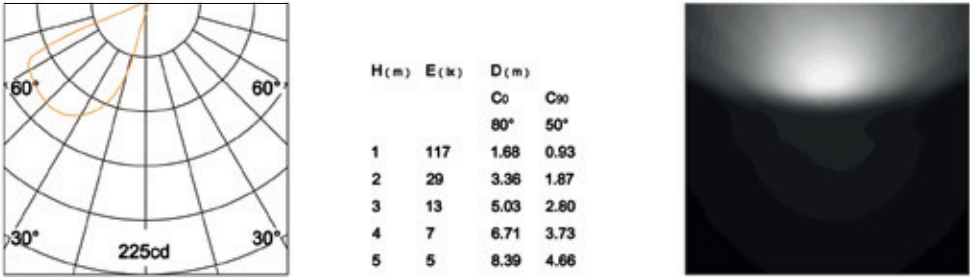 60° 60°
30° 30°
225cd
H(m) E(lx) D(m)
C0 C90
80° 50°
1 117 1.68 0.93
2 29 3.36 1.87
3 13 5.03 2.80
4 7 6.71 3.73
5 5 8.39 4.66